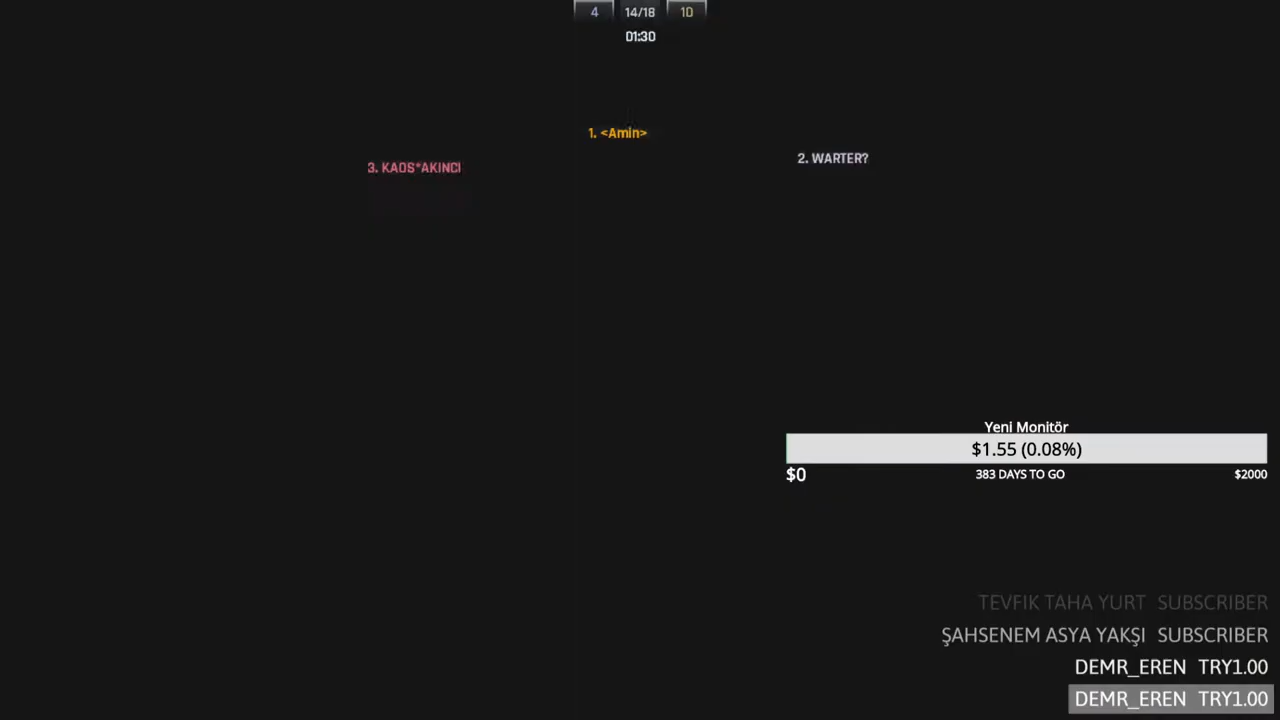 4 14/18 10
01:30
1. <Amin>
2. WARTER?
3. KAOS*AKINCI
Yeni Monitör
$1.55 (0.08%)
$0 383 DAYS TO GO $2000
TEVFIK TAHA YURT SUBSCRIBER
ŞAHSENEM ASYA YAKŞI SUBSCRIBER
DEMR_EREN TRY1.00
DEMR_EREN TRY1.00